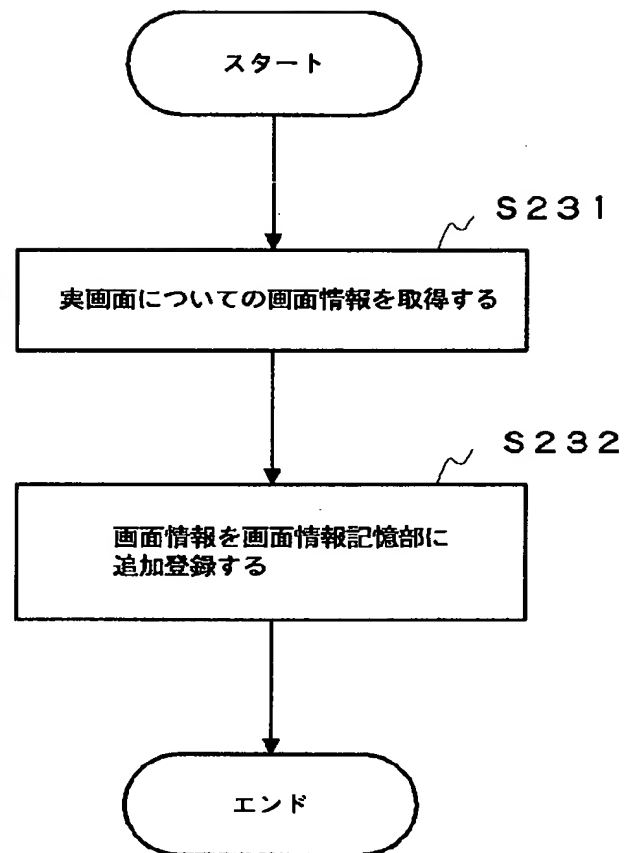 スタート
S231
実画面についての画面情報を取得する
S232
画面情報を画面情報記憶部に
追加登録する
エンド